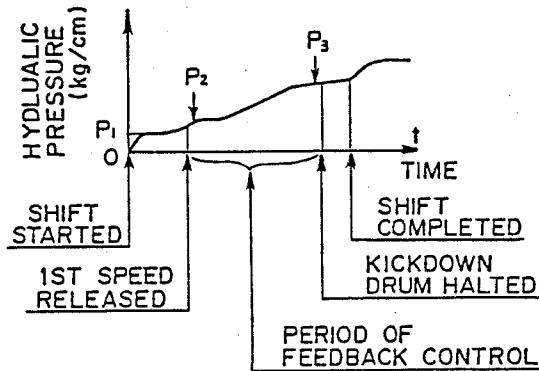 HYDLUALIC
PRESSURE
(kg/cm)
P1
O
P2
P3
t
TIME
SHIFT
STARTED
1ST SPEED
RELEASED
SHIFT
COMPLETED
KICKDOWN
DRUM HALTED
PERIOD OF
FEEDBACK CONTROL